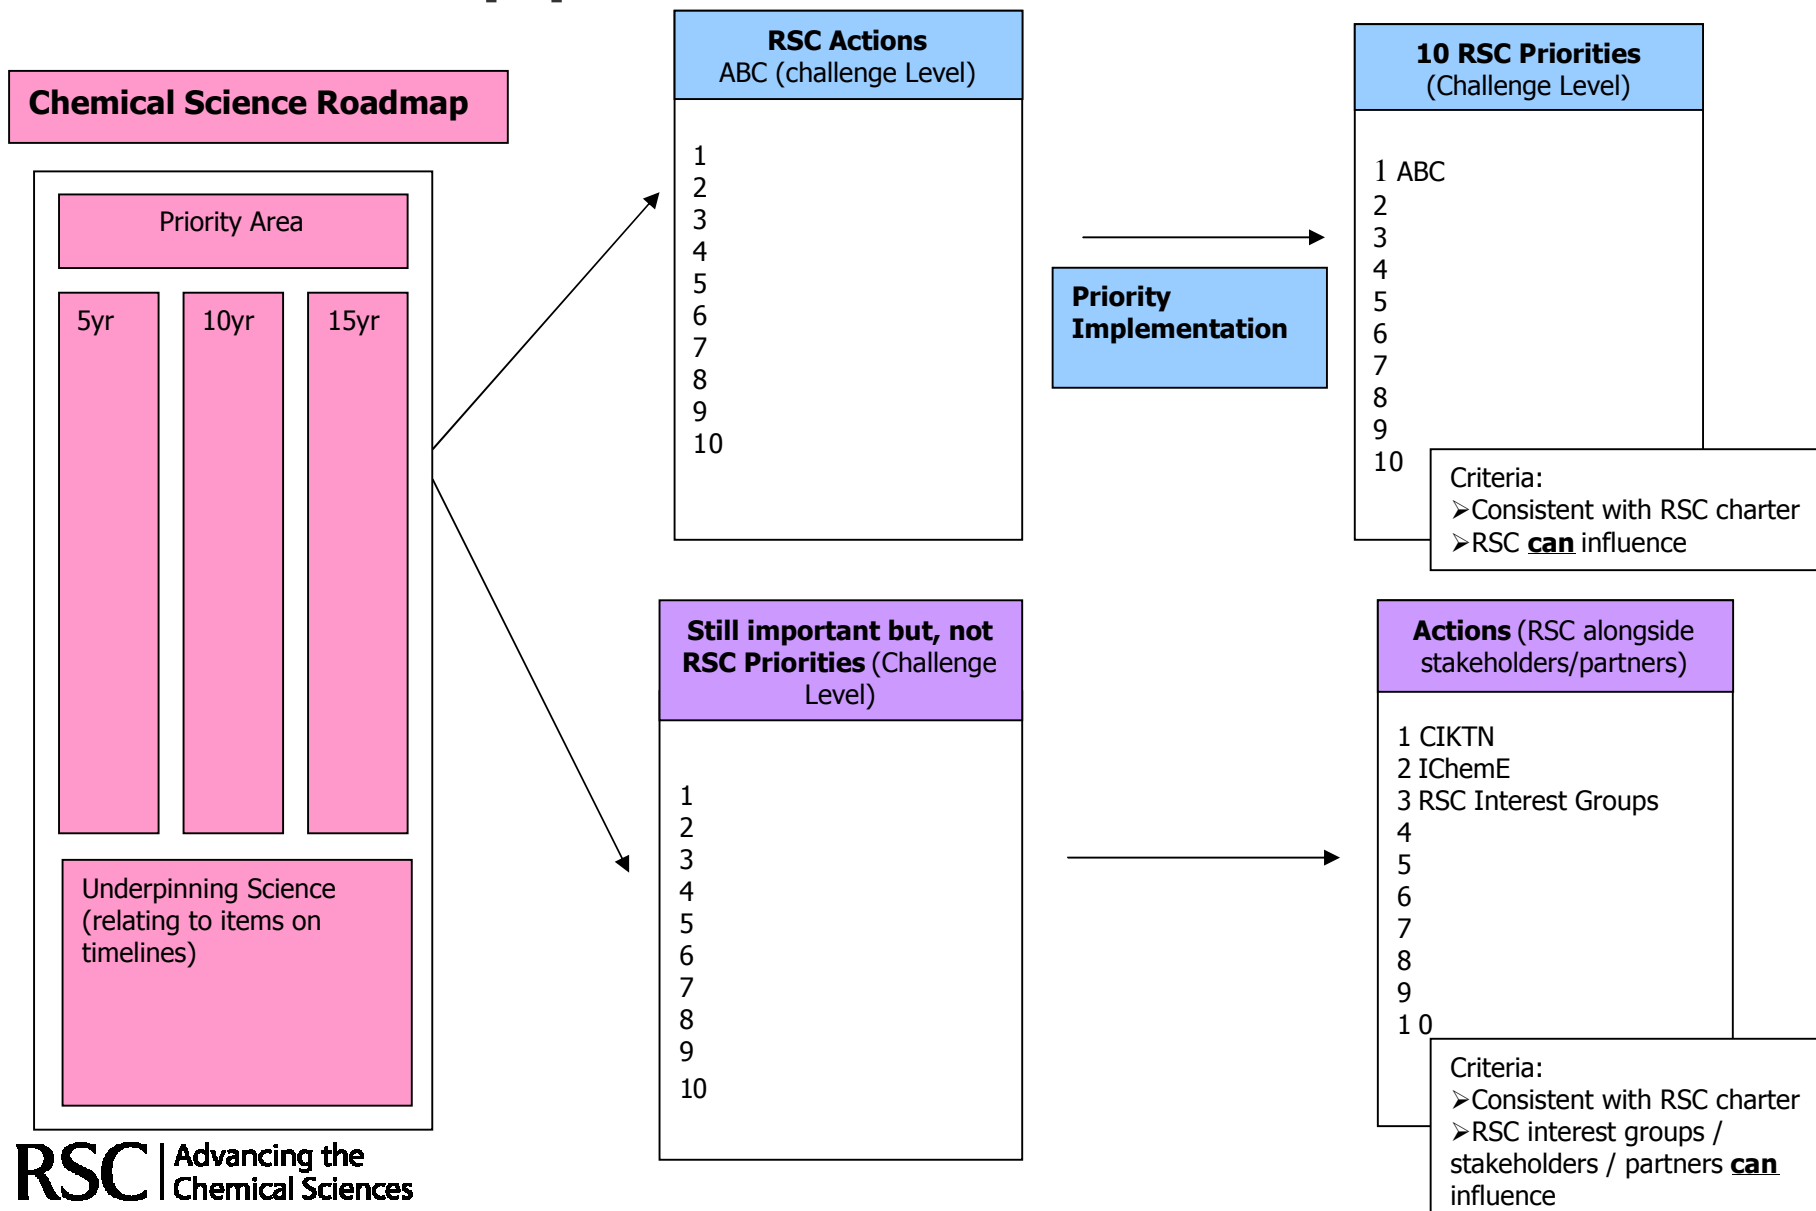 Chemical Science Roadmap
Priority Area
5yr
10yr
15yr
Underpinning Science
(relating to items on
timelines)
RSC Actions
ABC (challenge Level)
1
2
3
4
5
6
7
8
9
10
Priority
Implementation
10 RSC Priorities
(Challenge Level)
1 ABC
2
3
4
5
6
7
8
9
10
Criteria:
➢Consistent with RSC charter
➢RSC can influence
Still important but, not
RSC Priorities (Challenge
Level)
1
2
3
4
5
6
7
8
9
10
Actions (RSC alongside
stakeholders/partners)
1 CIKTN
2 IChemE
3 RSC Interest Groups
4
5
6
7
8
9
1 0
Criteria:
➢Consistent with RSC charter
➢RSC interest groups /
stakeholders / partners can
influence
RSC | Advancing the
Chemical Sciences